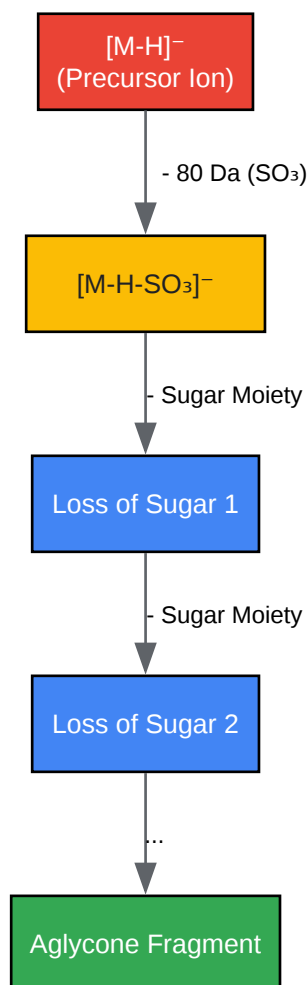 [M-H]⁻
(Precursor Ion)
- 80 Da (SO₃)
[M-H-SO₃]⁻
- Sugar Moiety
Loss of Sugar 1
- Sugar Moiety
Loss of Sugar 2
...
Aglycone Fragment